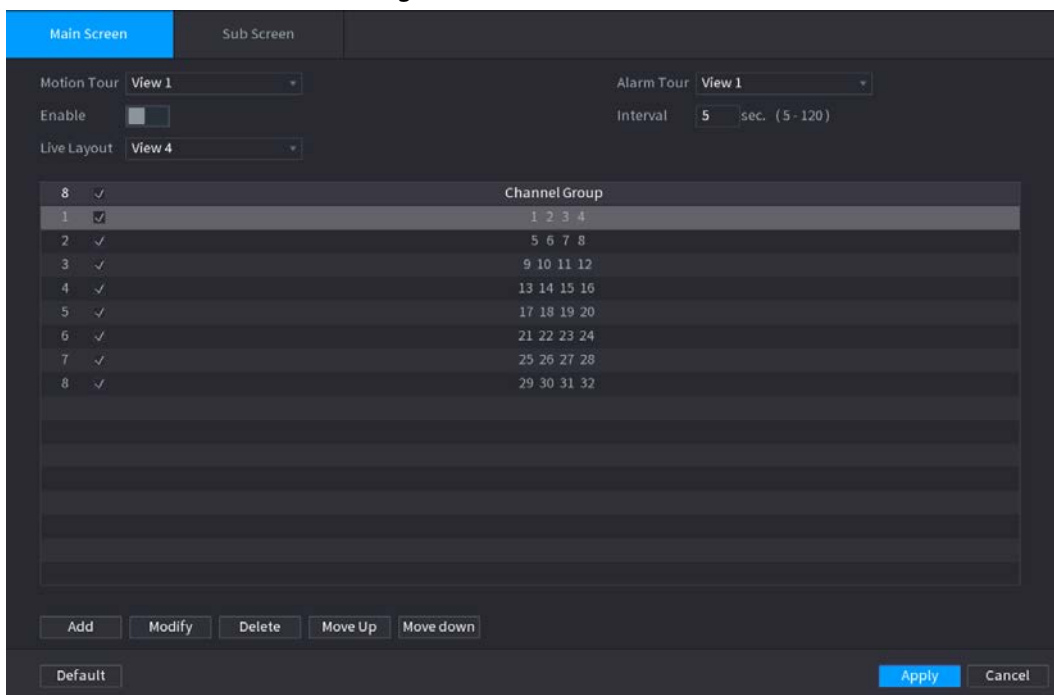 Main Screen Sub Screen
Motion Tour View 1 Alarm Tour View 1
Enable Interval 5 sec. (5-120)
Live Layout View 4
8 Channel Group
1 1 2 3 4
2 5 6 7 8
3 9 10 11 12
4 13 14 15 16
5 17 18 19 20
6 21 22 23 24
7 25 26 27 28
8 29 30 31 32
Add Modify Delete Move Up Move down
Default Apply Cancel